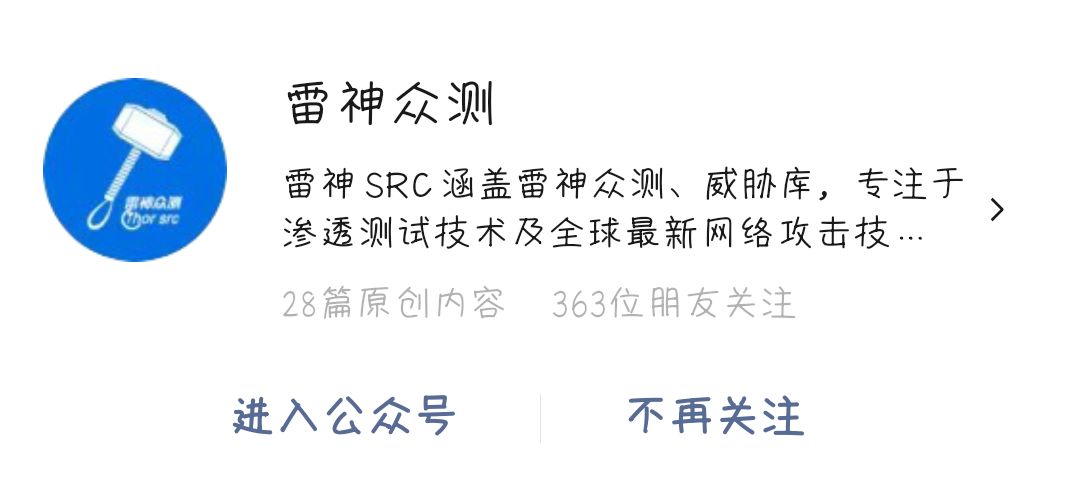 雷神众测
雷神众测
Thor src
雷神 SRC 涵盖雷神众测、威胁库，专注于
渗透测试技术及全球最新网络攻击技…
28篇原创内容 363位朋友关注
进入公众号 不再关注